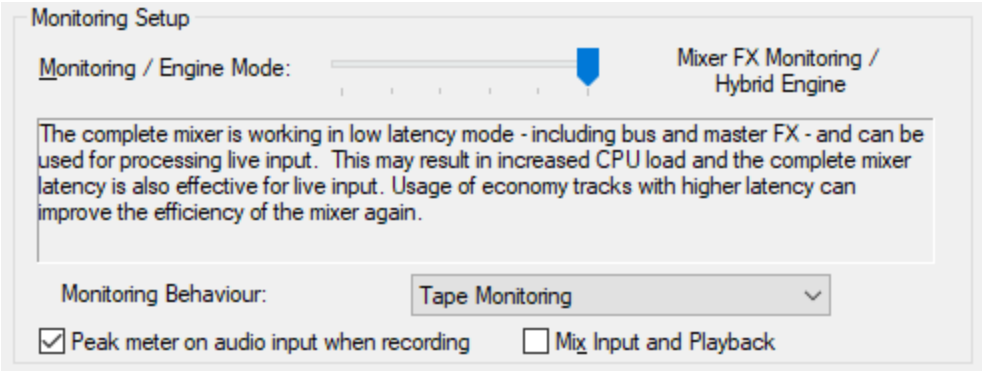 Monitoring Setup
Monitoring / Engine Mode:
Mixer FX Monitoring /
Hybrid Engine
The complete mixer is working in low latency mode - including bus and master FX - and can be
used for processing live input.  This may result in increased CPU load and the complete mixer
latency is also effective for live input. Usage of economy tracks with higher latency can
improve the efficiency of the mixer again.
Monitoring Behaviour:
Tape Monitoring
Peak meter on audio input when recording
Mix Input and Playback